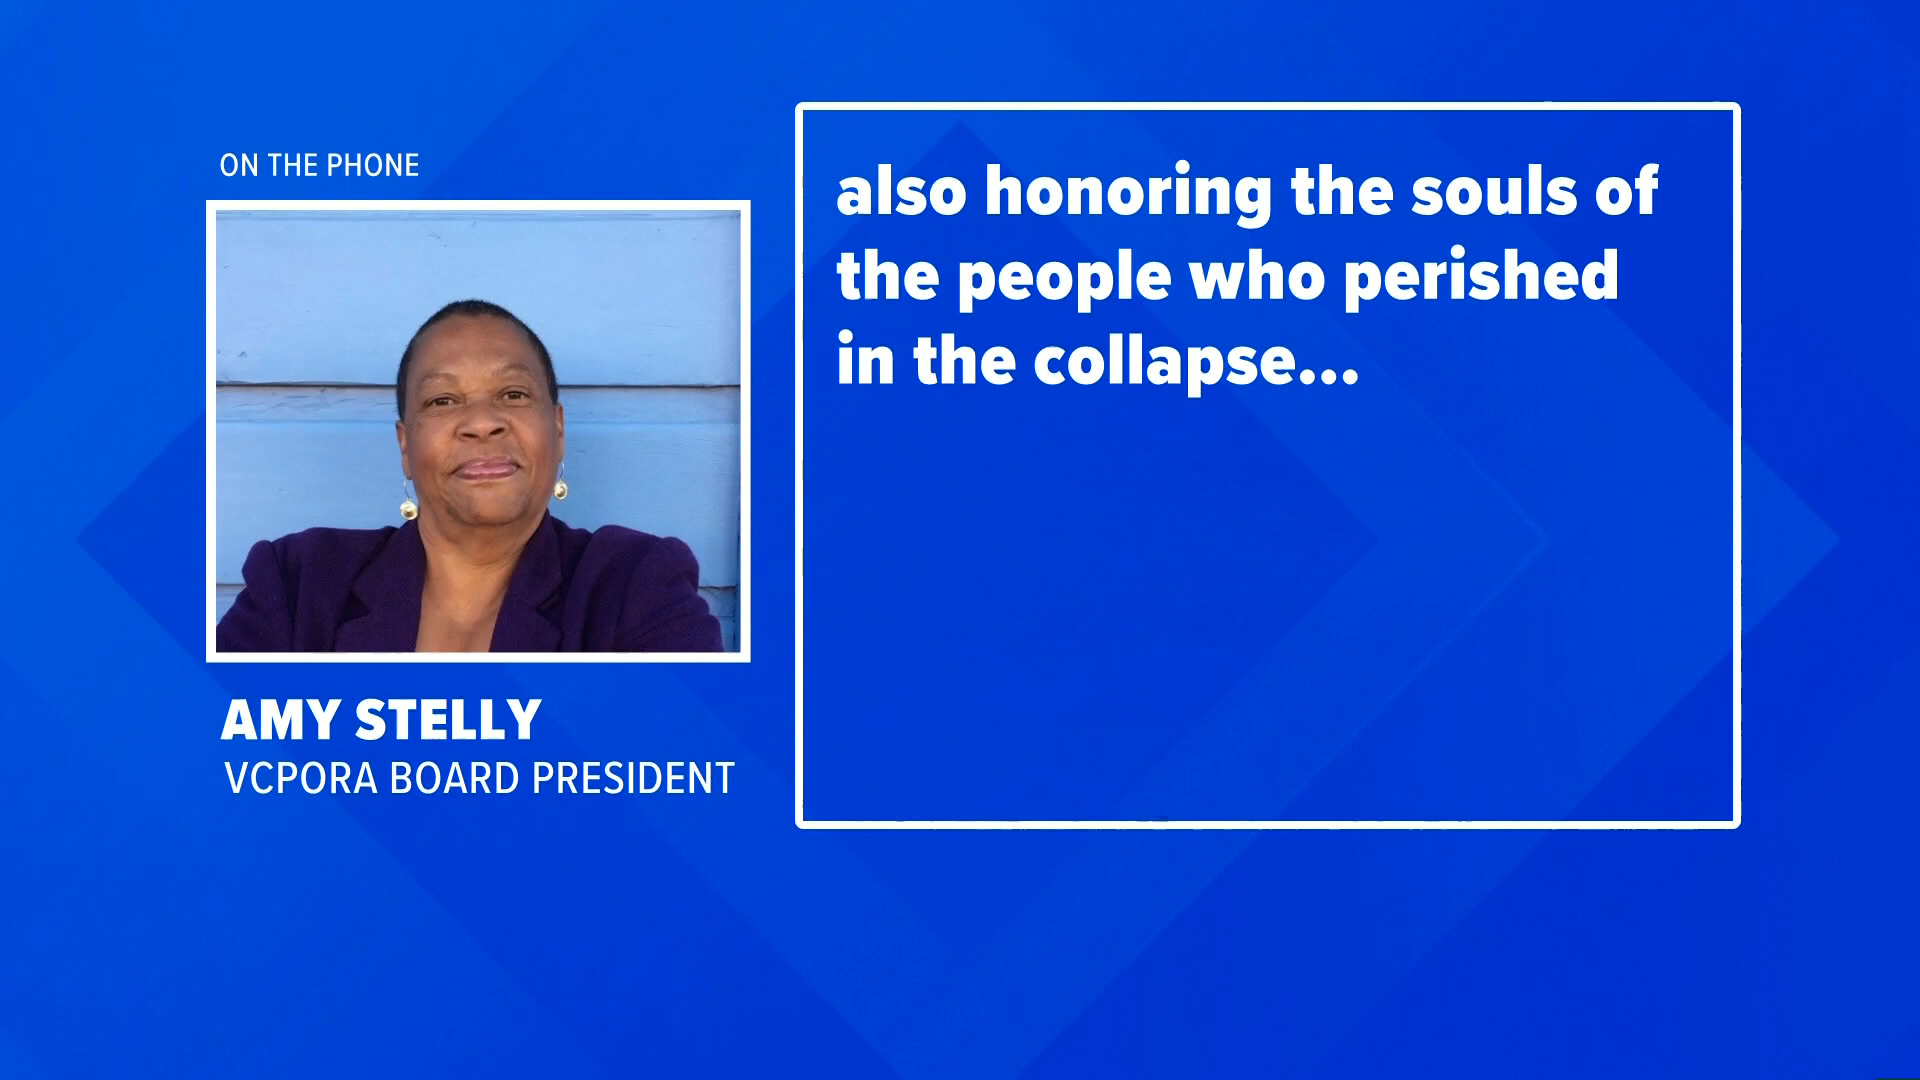 ON THE PHONE
AMY STELLY
VCPORA BOARD PRESIDENT
also honoring the souls of
the people who perished
in the collapse...